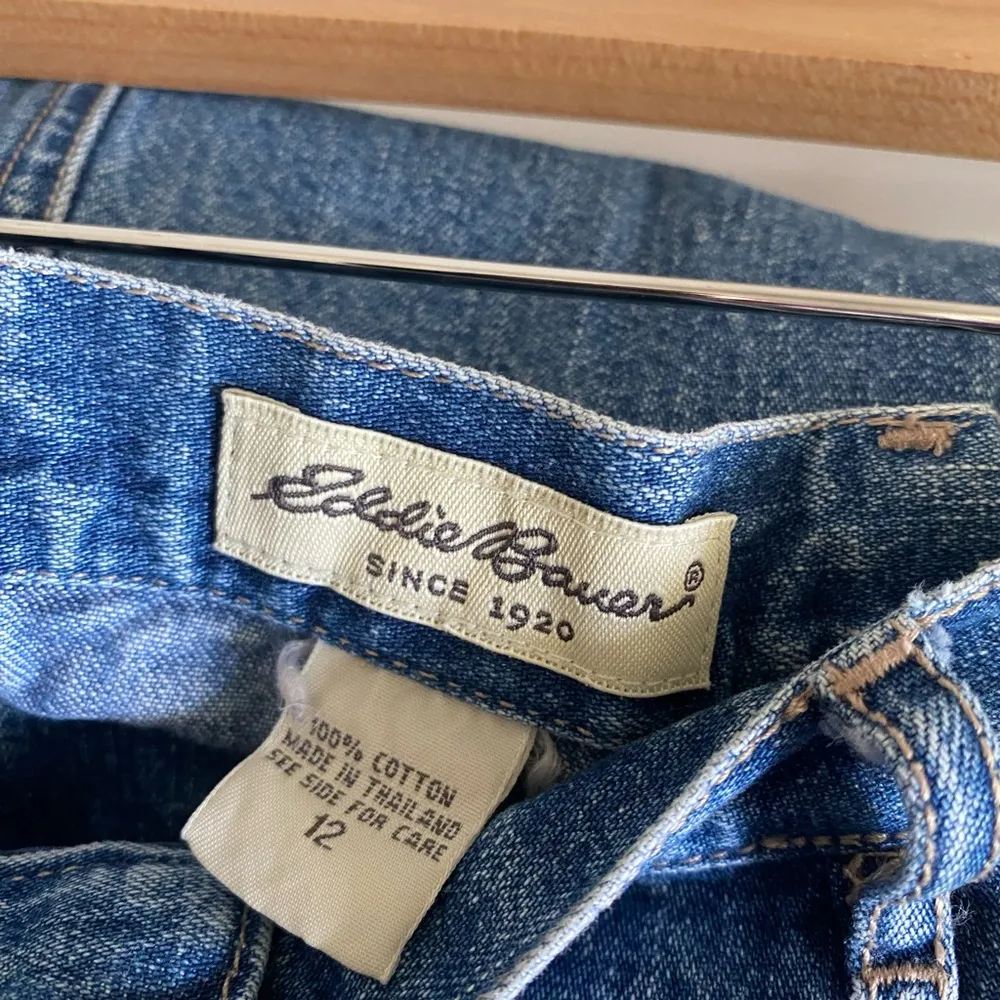 Eddie Bauer®
SINCE 1920
100% COTTON
MADE IN THAILAND
SEE SIDE FOR CARE
12